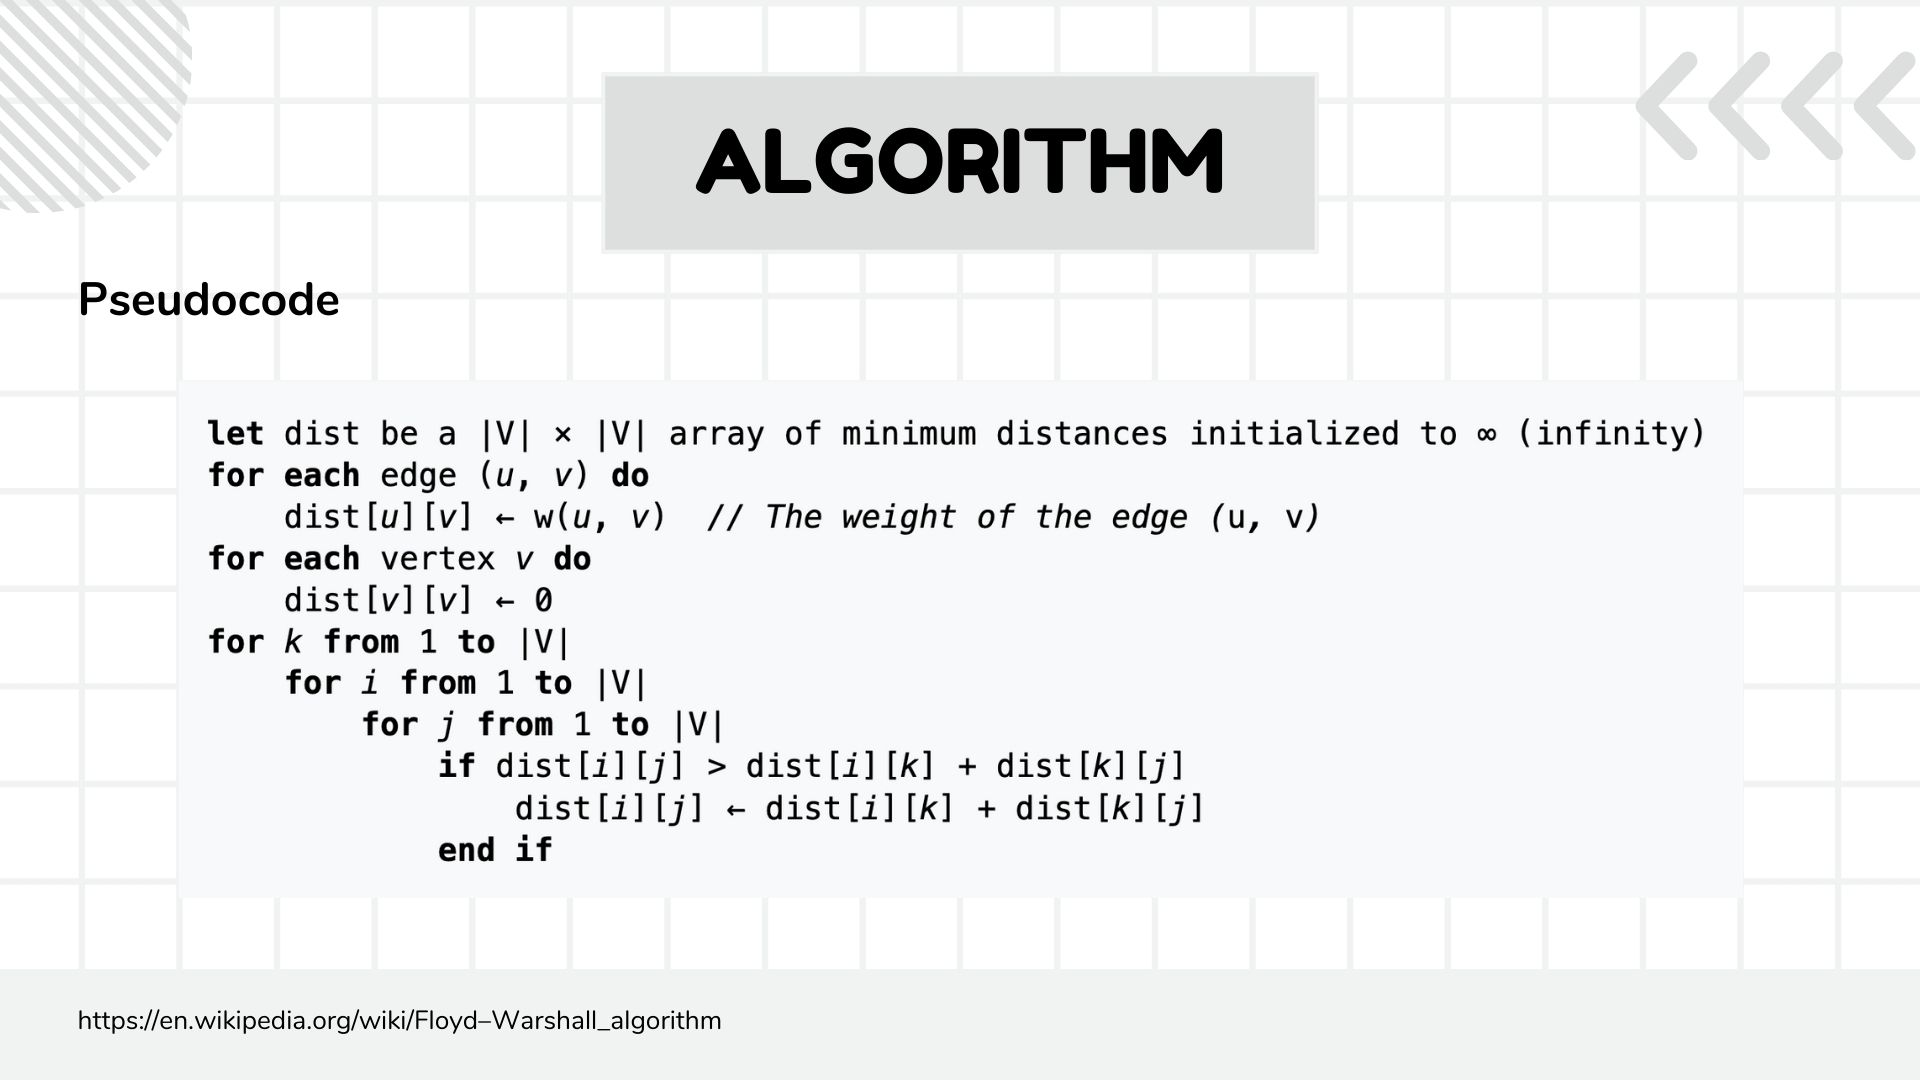 ALGORITHM
Pseudocode
let dist be a |V| × |V| array of minimum distances initialized to ∞ (infinity)
for each edge (u, v) do
    dist[u][v] ← w(u, v)  // The weight of the edge (u, v)
for each vertex v do
    dist[v][v] ← 0
for k from 1 to |V|
    for i from 1 to |V|
        for j from 1 to |V|
            if dist[i][j] > dist[i][k] + dist[k][j]
                dist[i][j] ← dist[i][k] + dist[k][j]
            end if
https://en.wikipedia.org/wiki/Floyd–Warshall_algorithm